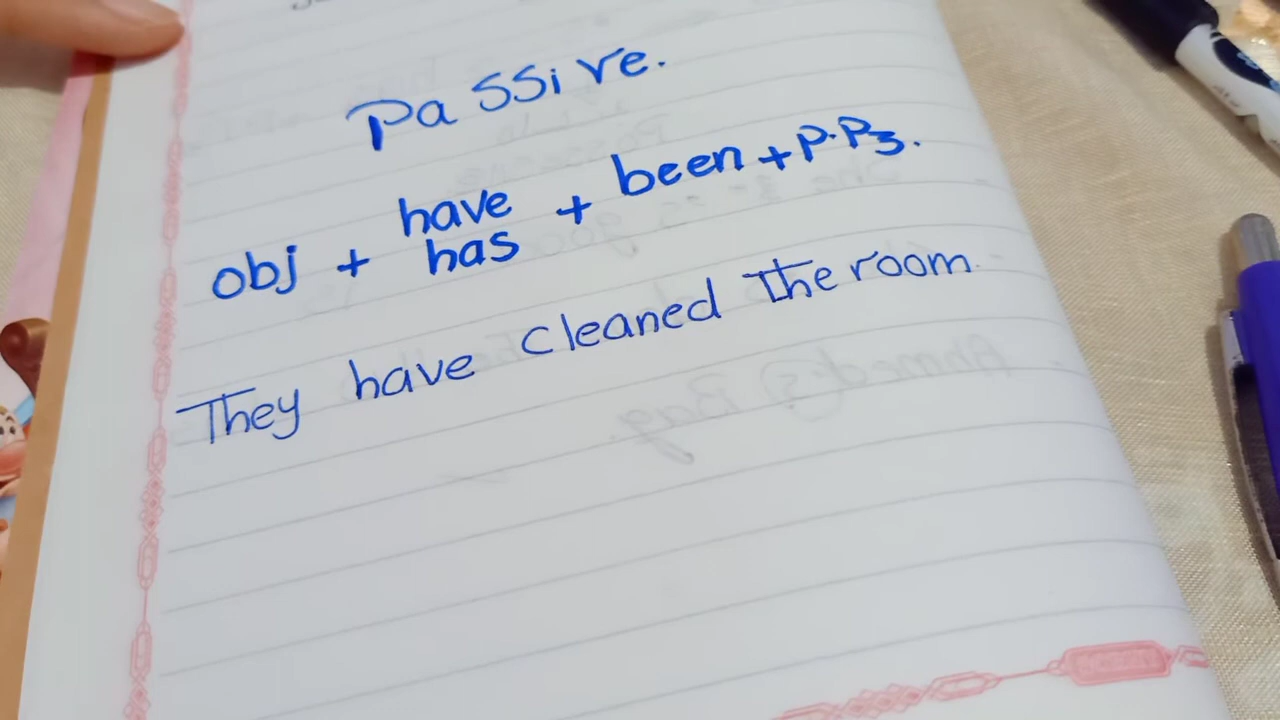 Passive.
obj + have has + been + P.P3.
They have cleaned the room.